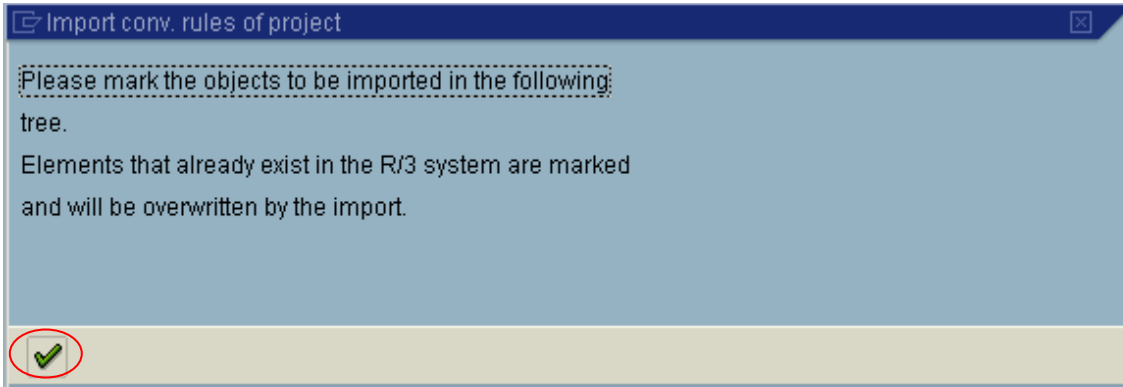 Import conv. rules of project
Please mark the objects to be imported in the following
tree.
Elements that already exist in the R/3 system are marked
and will be overwritten by the import.